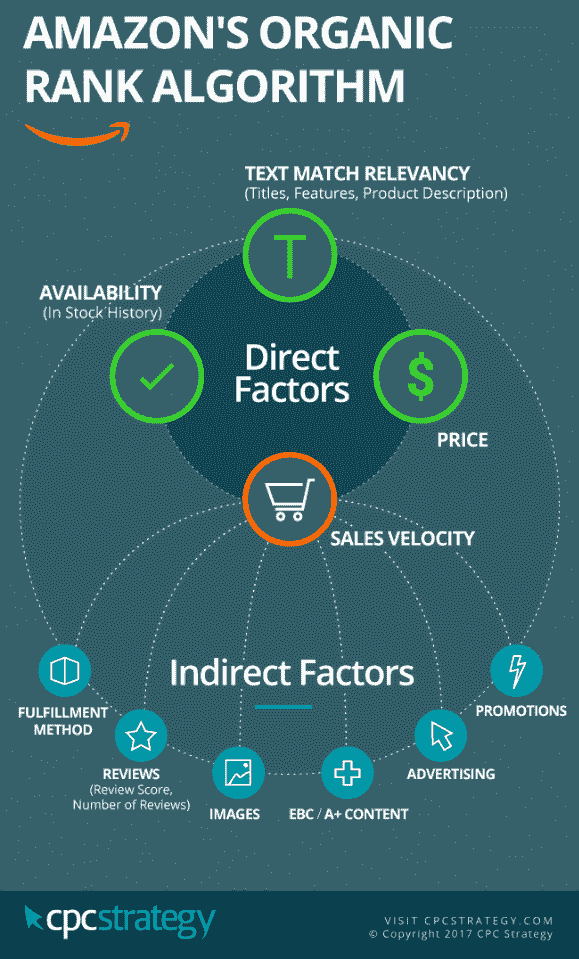 AMAZON'S ORGANIC
RANK ALGORITHM
TEXT MATCH RELEVANCY
(Titles, Features, Product Description)
T
AVAILABILITY
(In Stock History)
Direct
Factors
$
PRICE
SALES VELOCITY
Indirect Factors
FULFILLMENT
METHOD
REVIEWS
(Review Score,
Number of Reviews)
IMAGES
EBC / A+ CONTENT
ADVERTISING
PROMOTIONS
cpcstrategy
VISIT CPCSTRATEGY.COM
© Copyright 2017 CPC Strategy